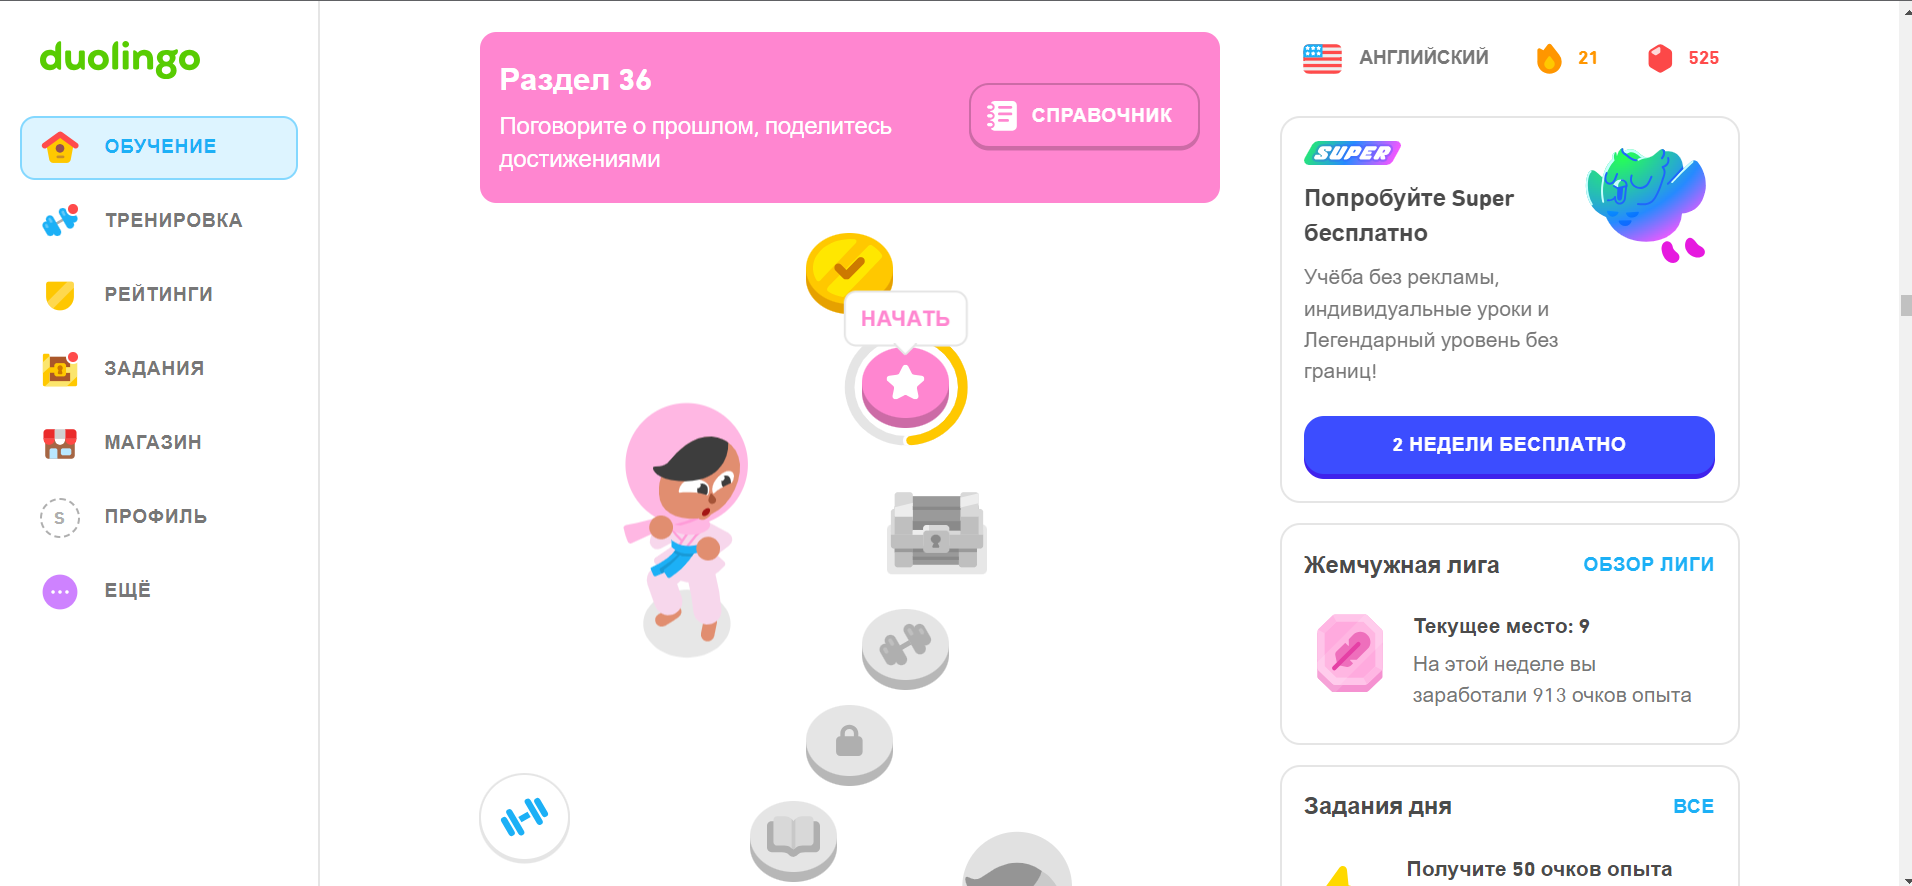 duolingo
ОБУЧЕНИЕ
ТРЕНИРОВКА
РЕЙТИНГИ
ЗАДАНИЯ
МАГАЗИН
S
ПРОФИЛЬ
ЕЩЁ
Раздел 36
Поговорите о прошлом, поделитесь
достижениями
СПРАВОЧНИК
НАЧАТЬ
АНГЛИЙСКИЙ
21
525
SUPER
Попробуйте Super
бесплатно
Учёба без рекламы,
индивидуальные уроки и
Легендарный уровень без
границ!
2 НЕДЕЛИ БЕСПЛАТНО
Жемчужная лига
ОБЗОР ЛИГИ
Текущее место: 9
На этой неделе вы
заработали 913 очков опыта
Задания дня
ВСЕ
Получите 50 очков опыта